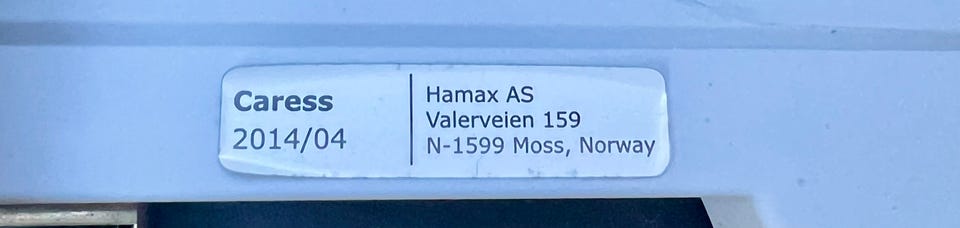 Caress
2014/04
Hamax AS
Valerveien 159
N-1599 Moss, Norway